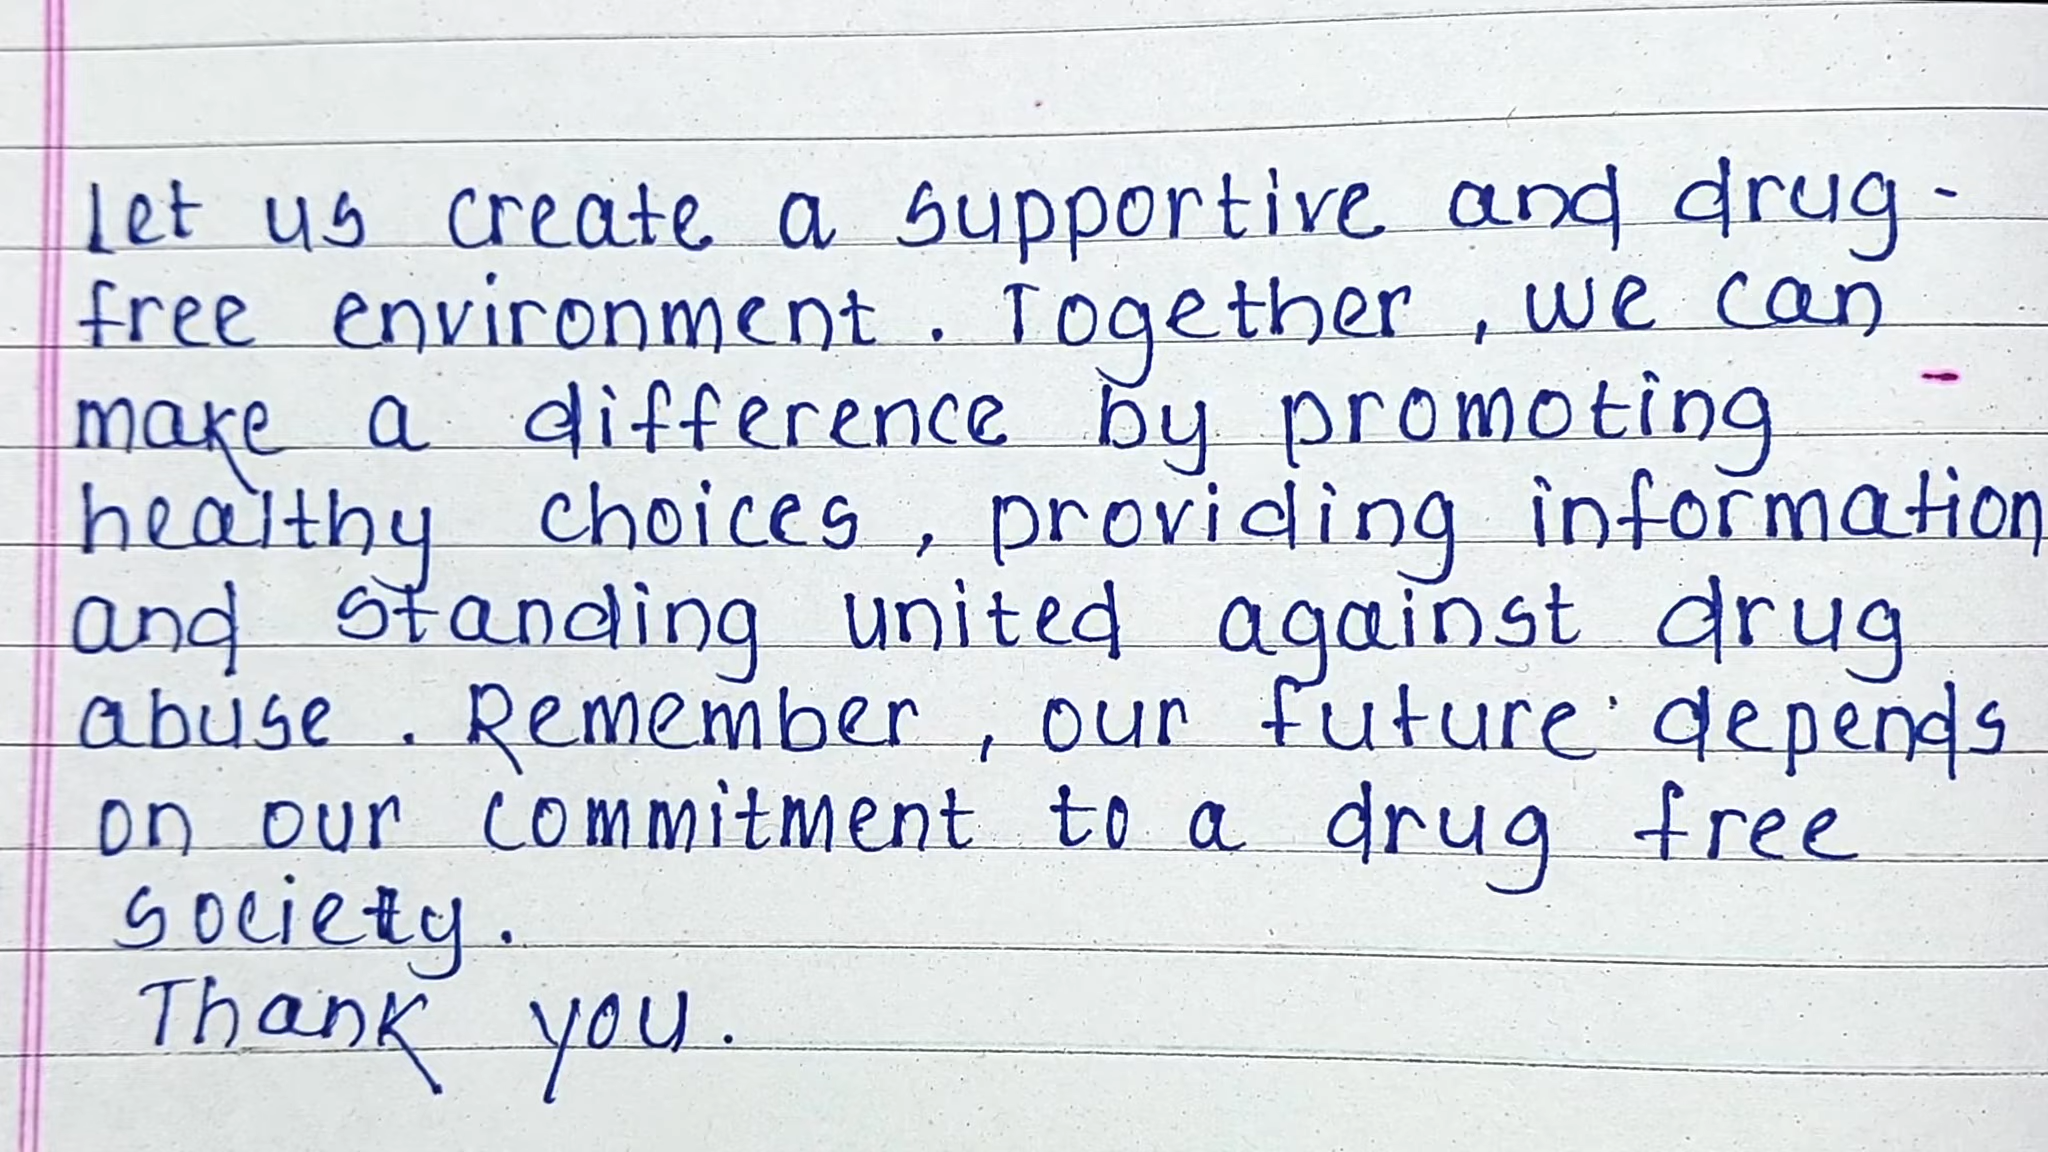 Let us create a supportive and drug-
free environment. Together, we can
make a difference by promoting
healthy choices, providing information
and standing united against drug
abuse. Remember, our future depends
on our commitment to a drug free
society.
Thank you.